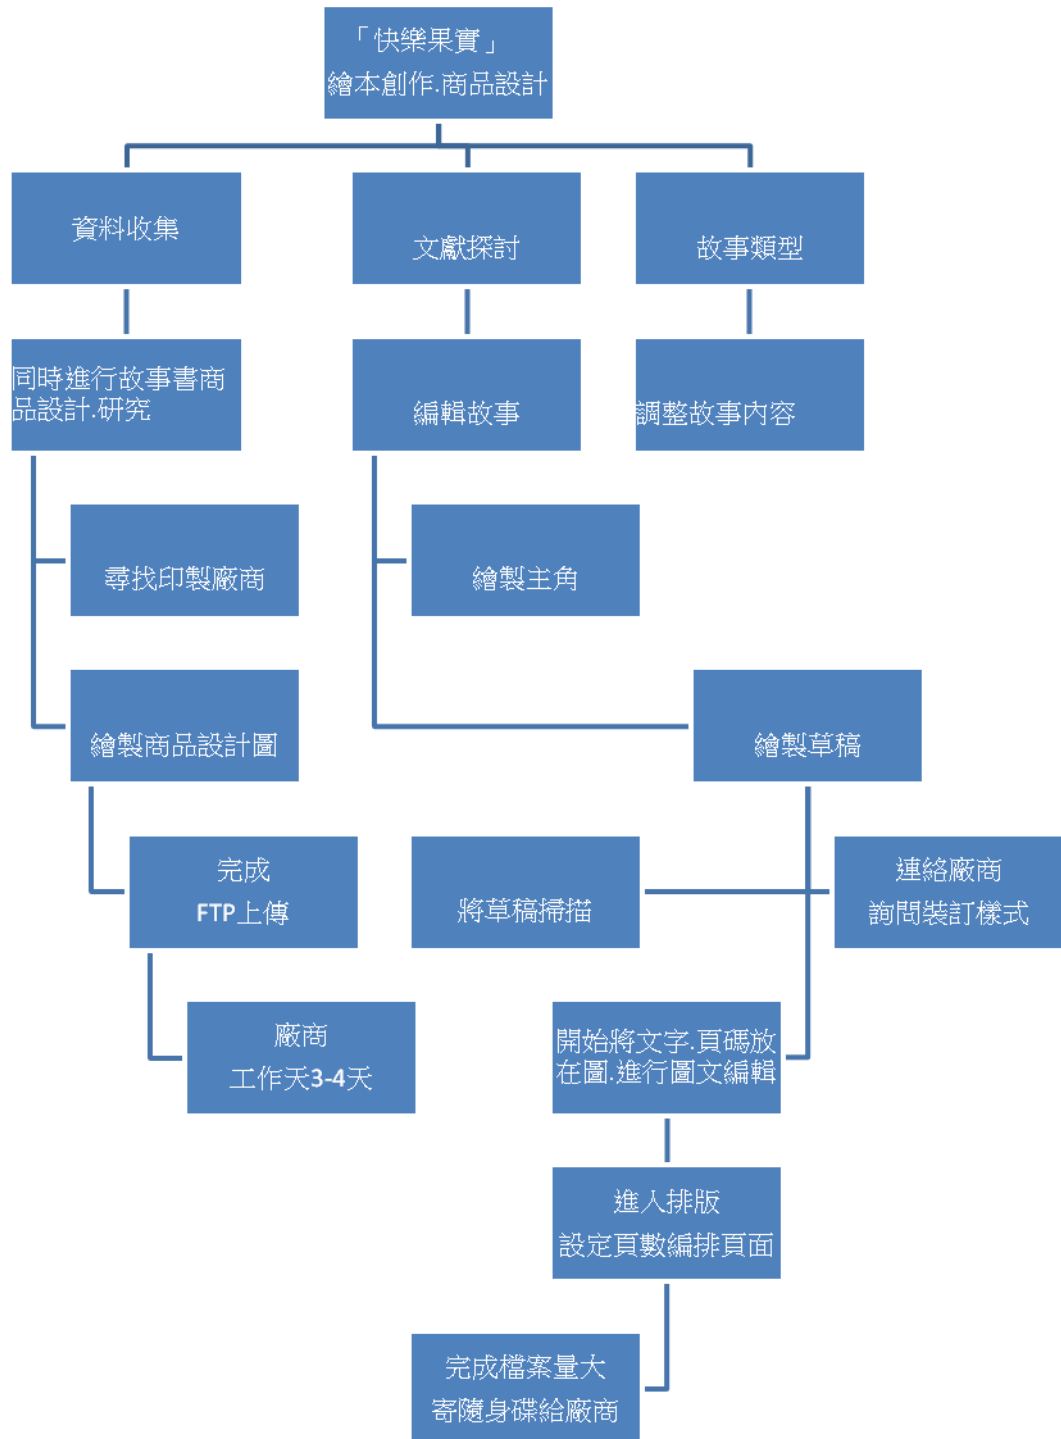 「快樂果實」
繪本創作.商品設計
資料收集
文獻探討
故事類型
同時進行故事書商
品設計.研究
編輯故事
調整故事內容
尋找印製廠商
繪製主角
繪製商品設計圖
繪製草稿
完成
FTP上傳
將草稿掃描
連絡廠商
詢問裝訂樣式
廠商
工作天3-4天
開始將文字.頁碼放
在圖.進行圖文編輯
進入排版
設定頁數編排頁面
完成檔案量大
寄隨身碟給廠商